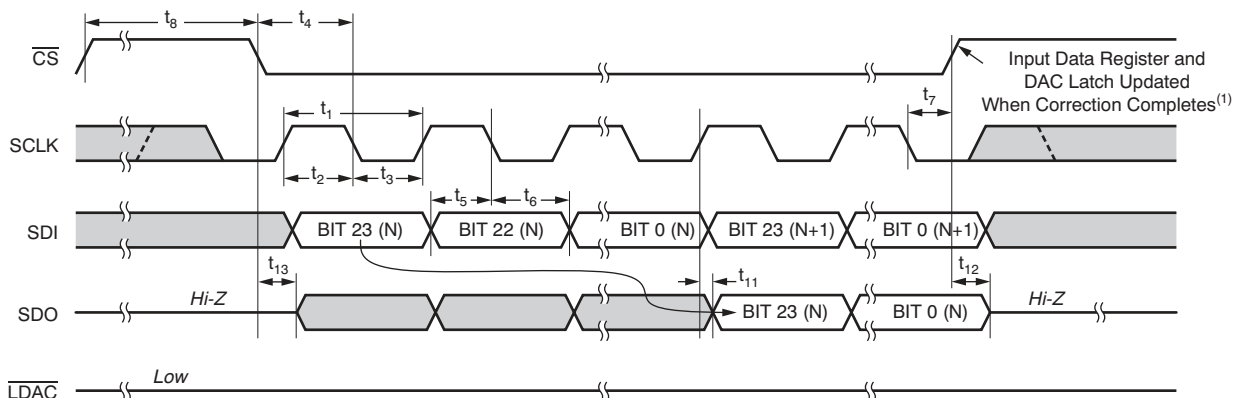 t8
t4
CS
Input Data Register and
DAC Latch Updated
When Correction Completes(1)
t7
t1
SCLK
t2
t3
t5
t6
SDI
BIT 23 (N)
BIT 22 (N)
BIT 0 (N)
BIT 23 (N+1)
BIT 0 (N+1)
t13
t11
t12
SDO
Hi-Z
BIT 23 (N)
BIT 0 (N)
Hi-Z
LDAC
Low